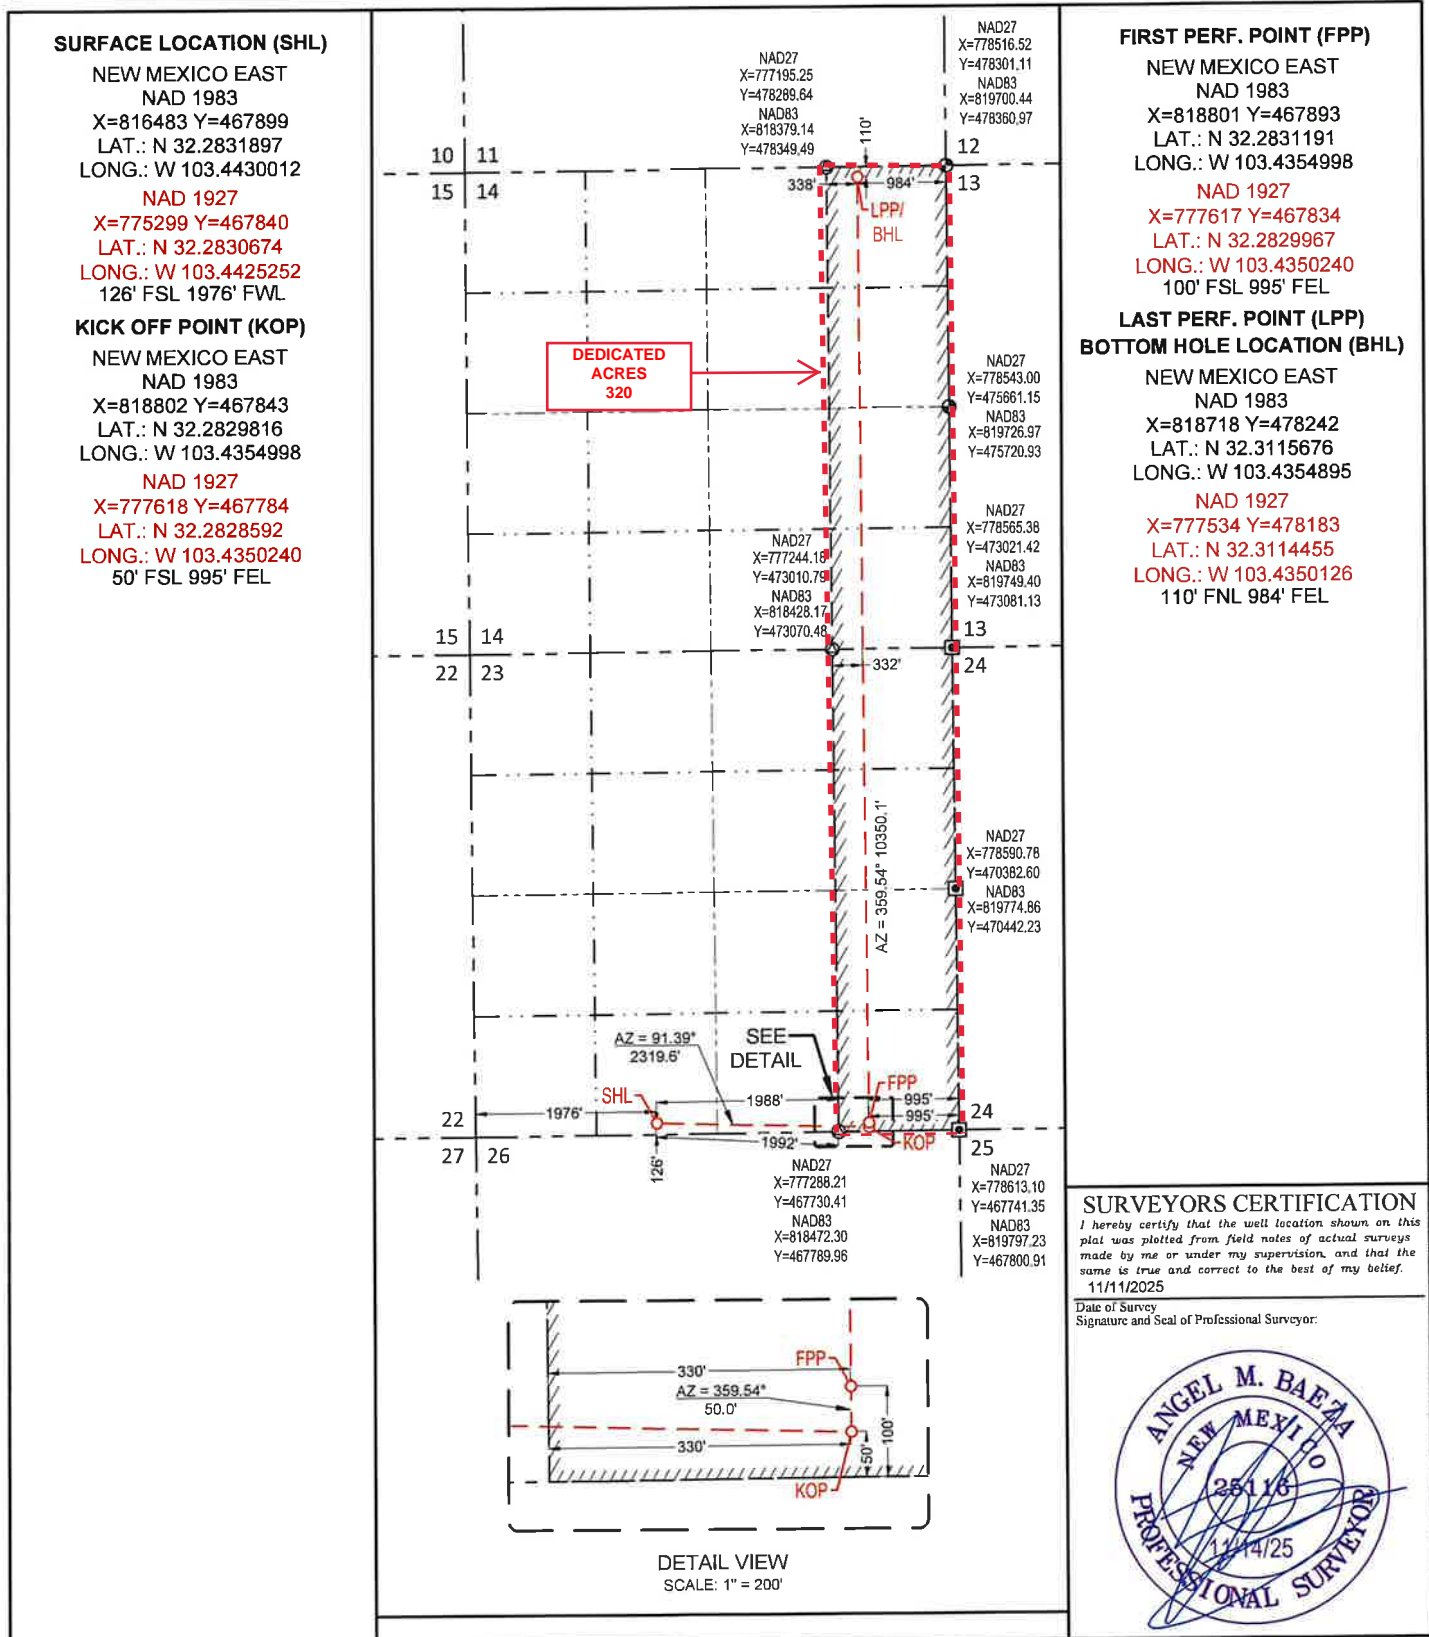 SURFACE LOCATION (SHL)
NEW MEXICO EAST
NAD 1983
X=816483 Y=467899
LAT.: N 32.2831897
LONG.: W 103.4430012
NAD 1927
X=775299 Y=467840
LAT.: N 32.2830674
LONG.: W 103.4425252
126' FSL 1976' FWL
KICK OFF POINT (KOP)
NEW MEXICO EAST
NAD 1983
X=818802 Y=467843
LAT.: N 32.2829816
LONG.: W 103.4354998
NAD 1927
X=777618 Y=467784
LAT.: N 32.2828592
LONG.: W 103.4350240
50' FSL 995' FEL
NAD27
X=777195.25
Y=478289.64
NAD83
X=818379.14
Y=478349.49
NAD27
X=778516.52
Y=478301.11
NAD83
X=819700.44
Y=478360.97
110'
10 11
15 14
12
13
338'
984'
LPP/
BHL
DEDICATED
ACRES
320
NAD27
X=778543.00
Y=475661.15
NAD83
X=819726.97
Y=475720.93
NAD27
X=777244.18
Y=473010.79
NAD83
X=818428.17
Y=473070.48
NAD27
X=778565.38
Y=473021.42
NAD83
X=819749.40
Y=473081.13
15 14
22 23
13
24
332'
AZ = 359.54° 10350.1'
NAD27
X=778590.78
Y=470382.60
NAD83
X=819774.86
Y=470442.23
AZ = 91.39°
2319.6'
SEE
DETAIL
SHL
FPP
1976'
1988'
995'
995'
22
27 26
24
25
KOP
1992'
126'
NAD27
X=777288.21
Y=467730.41
NAD83
X=818472.30
Y=467789.96
NAD27
X=778613.10
Y=467741.35
NAD83
X=819797.23
Y=467800.91
FPP
330'
AZ = 359.54°
50.0'
330'
50'
100'
KOP
DETAIL VIEW
SCALE: 1" = 200'
FIRST PERF. POINT (FPP)
NEW MEXICO EAST
NAD 1983
X=818801 Y=467893
LAT.: N 32.2831191
LONG.: W 103.4354998
NAD 1927
X=777617 Y=467834
LAT.: N 32.2829967
LONG.: W 103.4350240
100' FSL 995' FEL
LAST PERF. POINT (LPP)
BOTTOM HOLE LOCATION (BHL)
NEW MEXICO EAST
NAD 1983
X=818718 Y=478242
LAT.: N 32.3115676
LONG.: W 103.4354895
NAD 1927
X=777534 Y=478183
LAT.: N 32.3114455
LONG.: W 103.4350126
110' FNL 984' FEL
SURVEYORS CERTIFICATION
I hereby certify that the well location shown on this
plat was plotted from field notes of actual surveys
made by me or under my supervision, and that the
same is true and correct to the best of my belief.
11/11/2025
Date of Survey
Signature and Seal of Professional Surveyor:
ANGEL M. BAEZA
NEW MEXICO
25116
11/14/25
PROFESSIONAL SURVEYOR